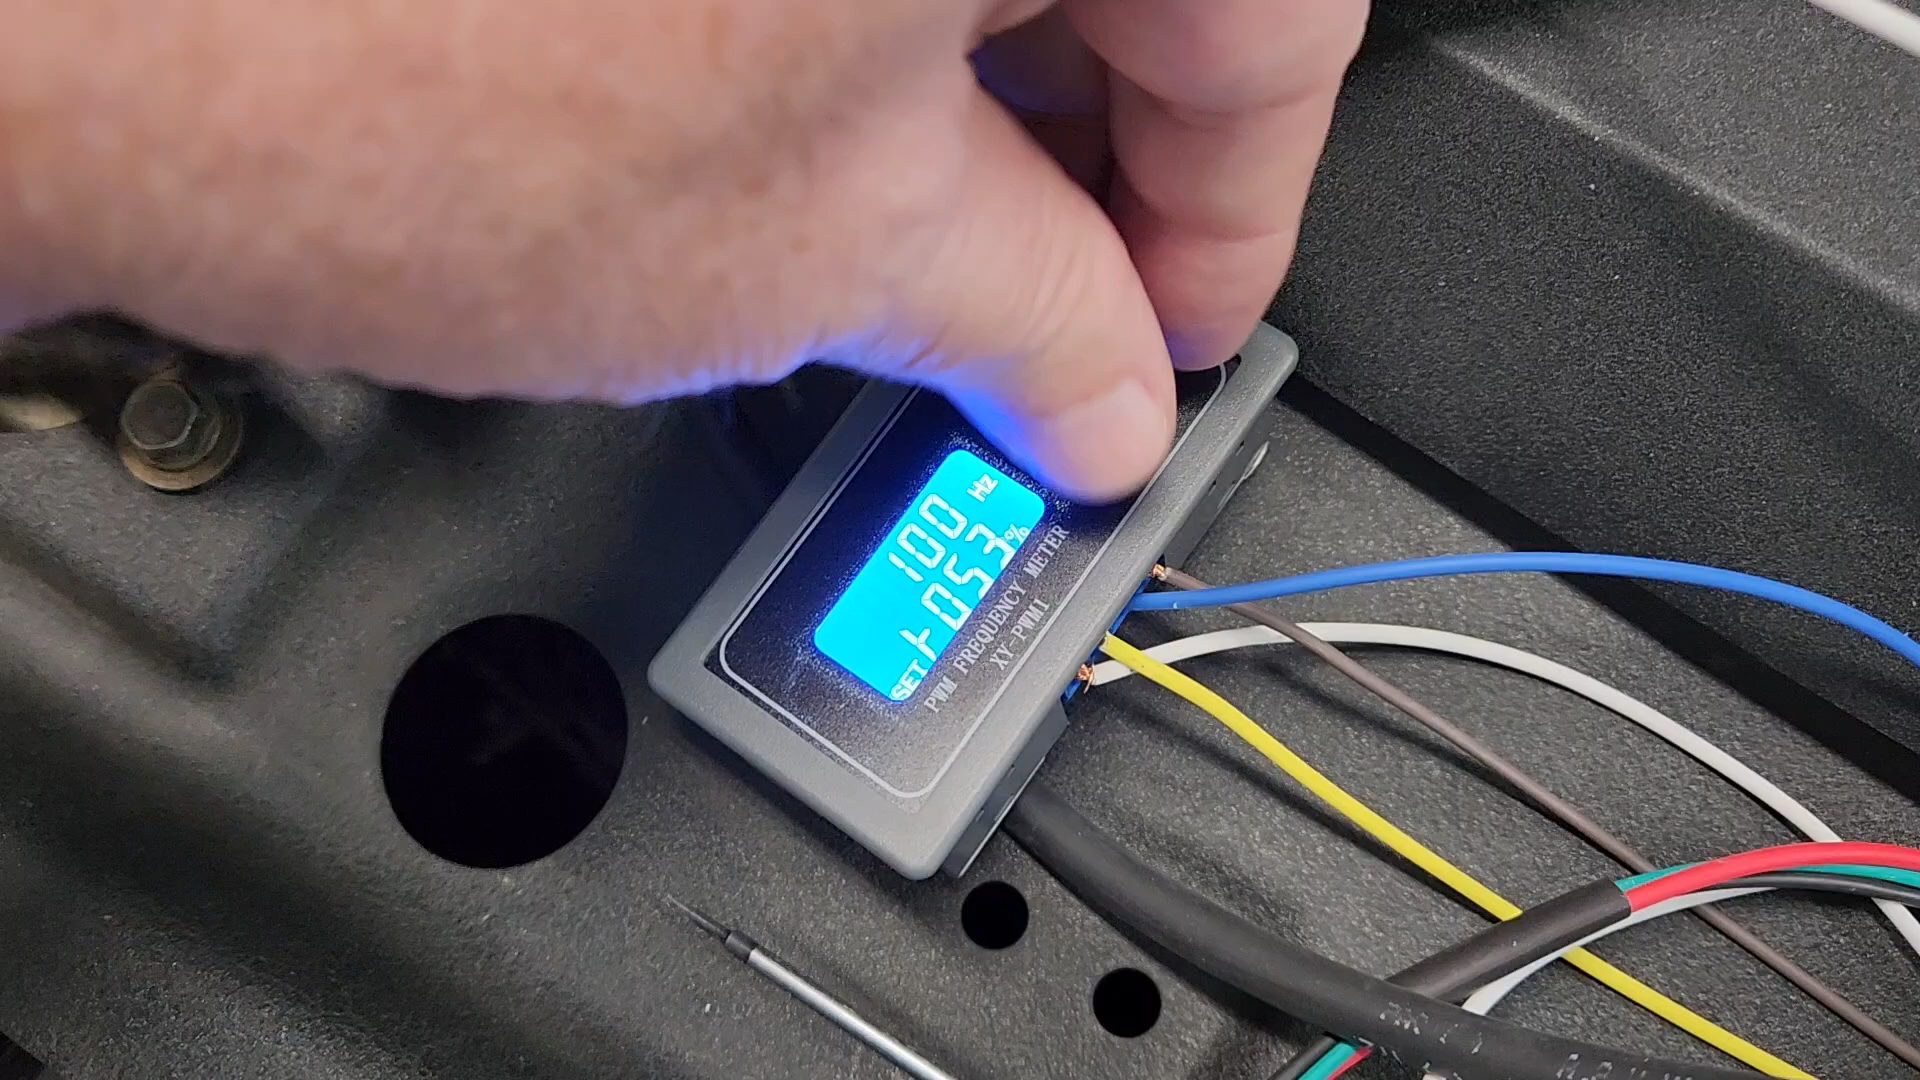 100 Hz
053%
SET
PWM FREQUENCY METER
XY-PWM1